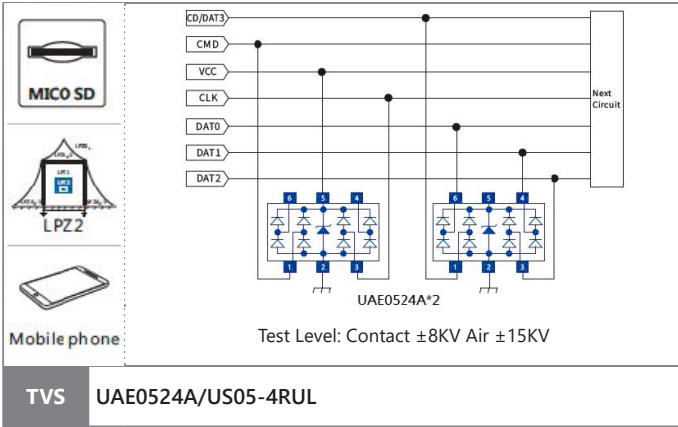 MICO SD
LPZ2
Mobile phone
CD/DAT3
CMD
VCC
CLK
DAT0
DAT1
DAT2
Next
Circuit
6 5 4
1 2 3
6 5 4
1 2 3
UAE0524A*2
Test Level: Contact ±8KV Air ±15KV
TVS UAE0524A/US05-4RUL